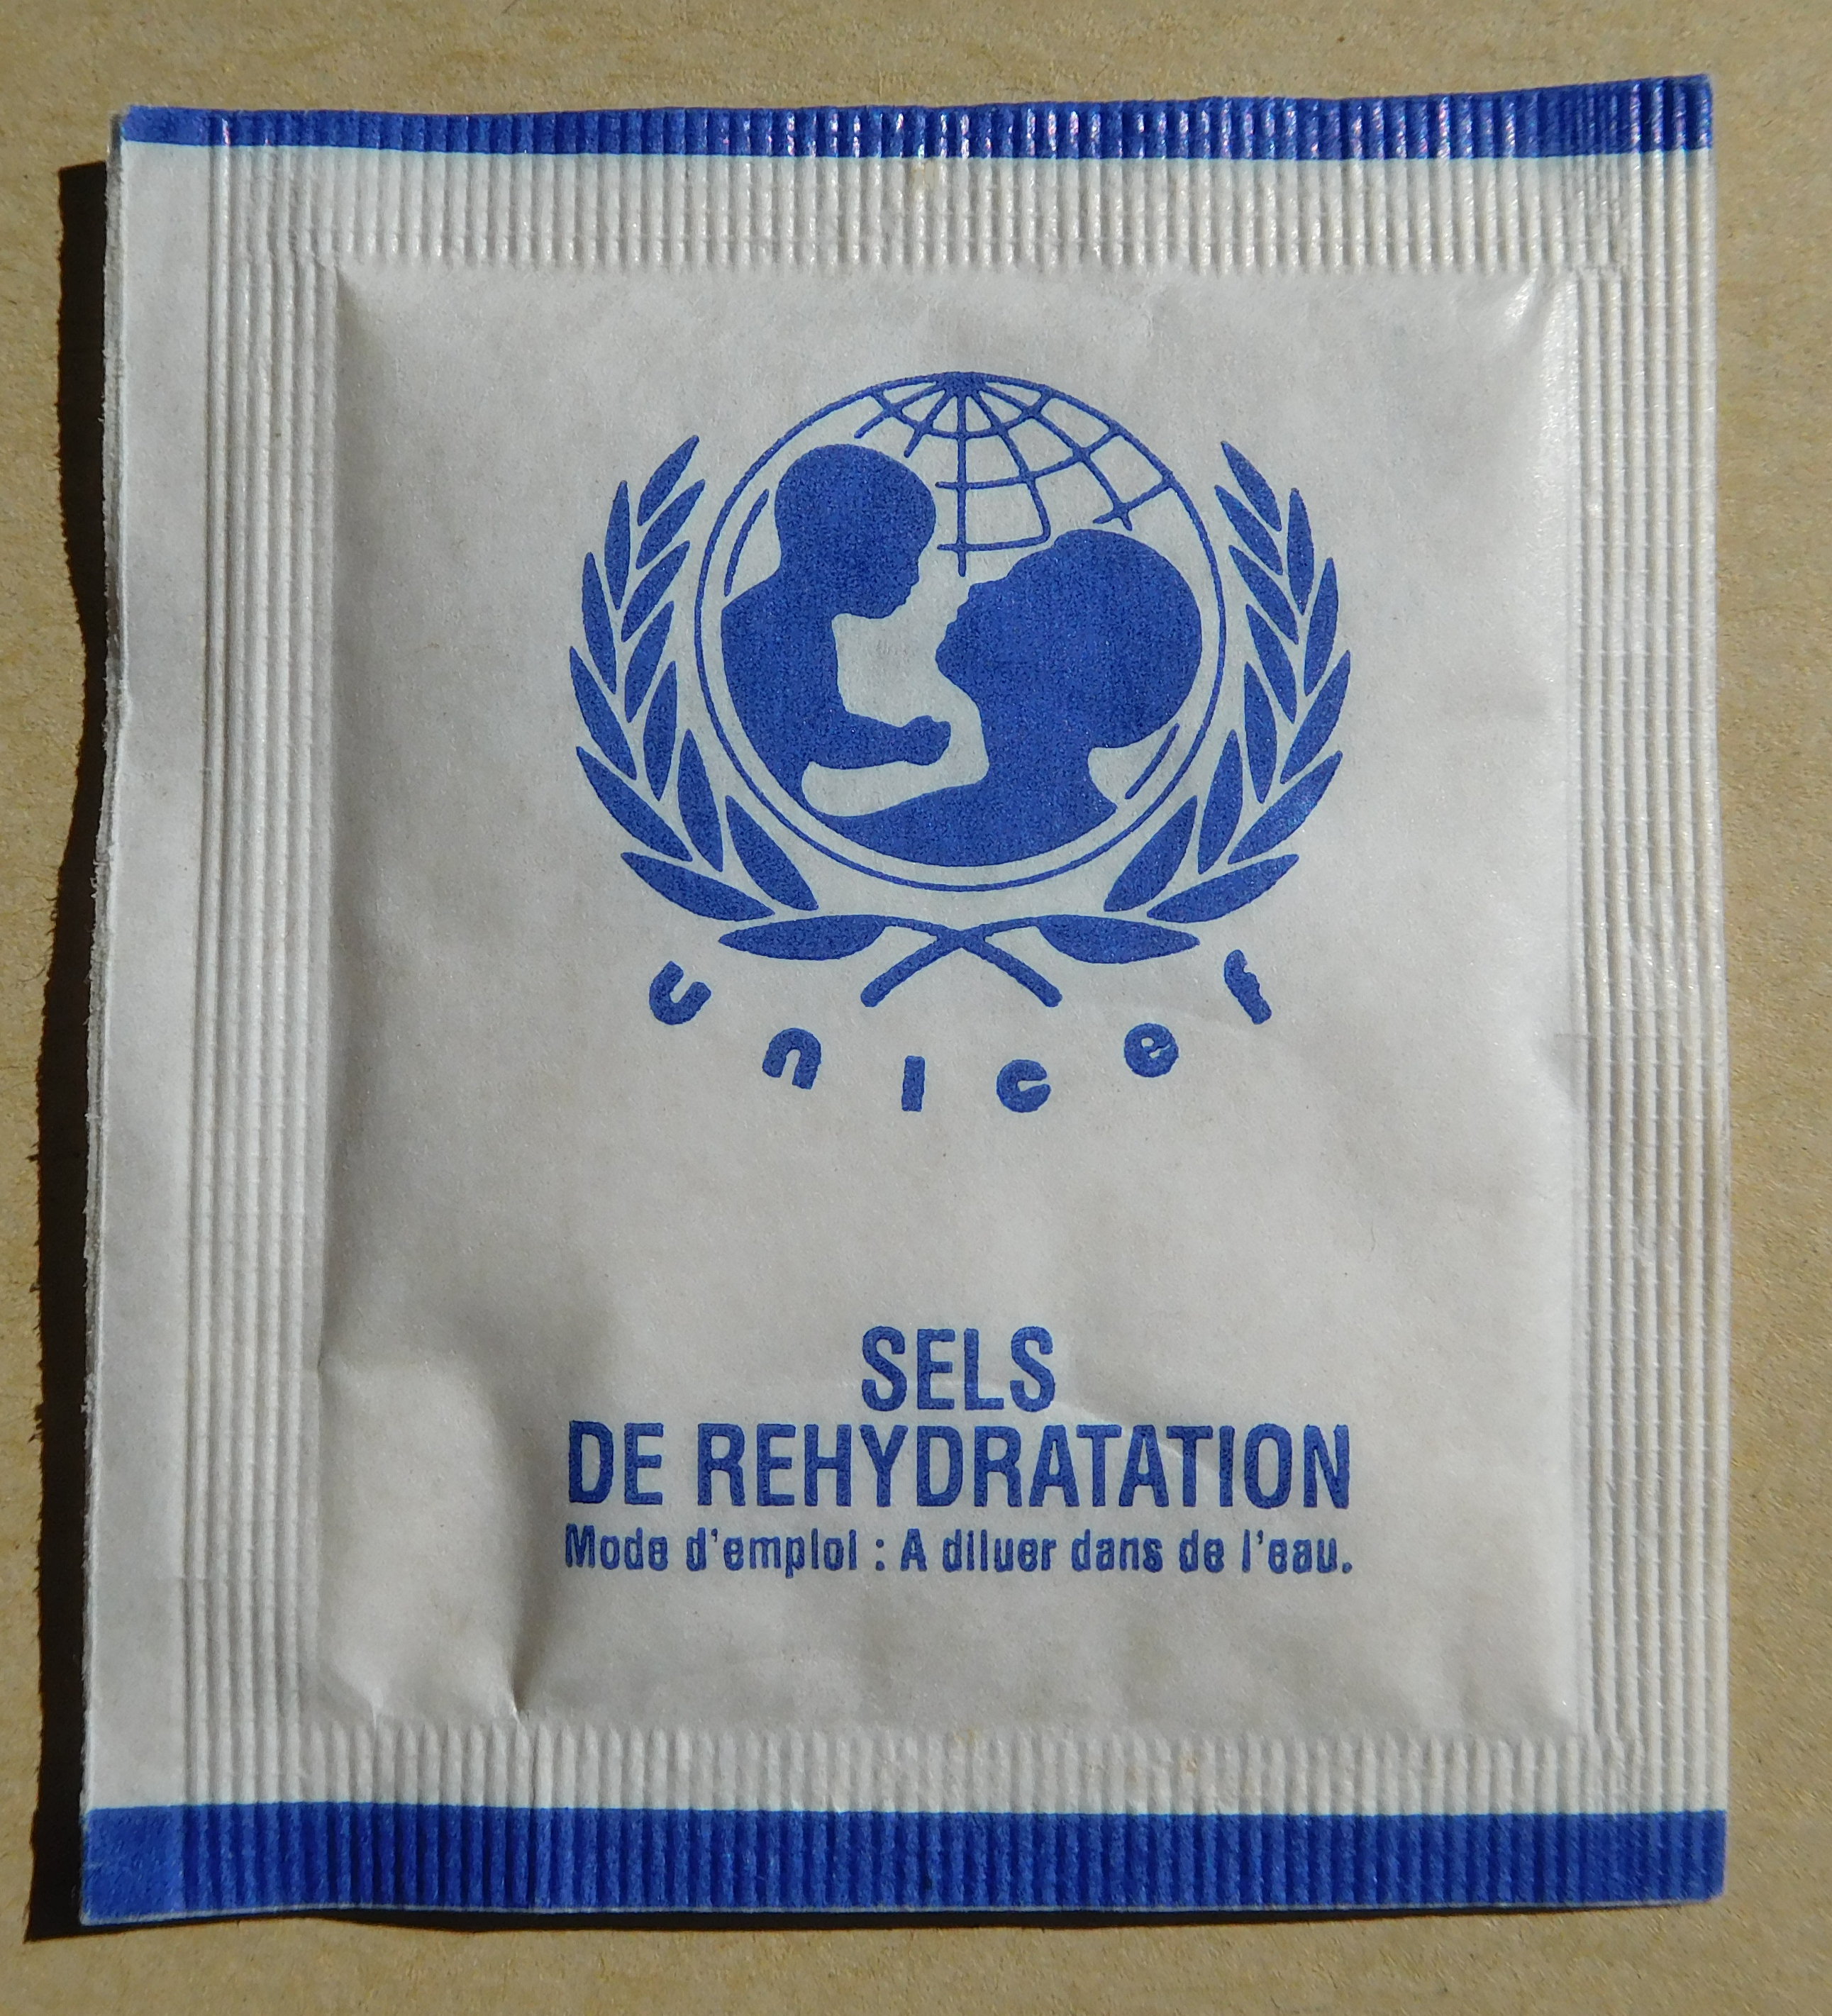 unicef
SELS
DE REHYDRATATION
Mode d'emploi : A diluer dans de l'eau.